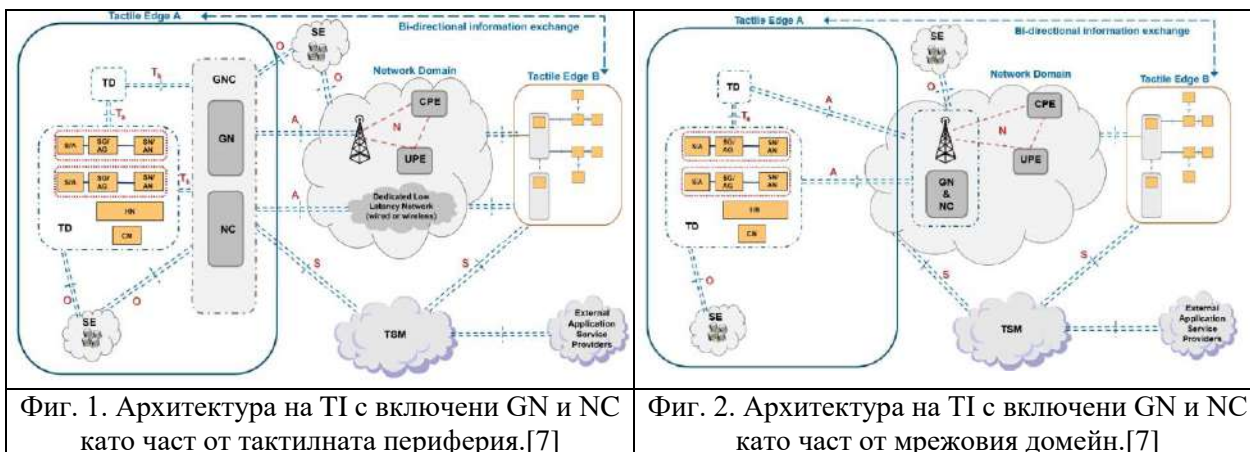 Tactile Edge A
Bi-directional information exchange
SE
O
O
TD
Ta
GNC
Network Domain
Tactile Edge B
Ta
GN
A
CPE
N
S/A
SG/
AG
SN/
AN
UPE
S/A
SG/
AG
SN/
AN
NC
A
Dedicated Low
Latency Network
(wired or wireless)
HN
TD
CN
S
S
O
O
SE
TSM
External
Application
Service
Providers
Фиг. 1. Архитектура на TI с включени GN и NC
като част от тактилната периферия.[7]
Tactile Edge A
Bi-directional information exchange
SE
O
Network Domain
Tactile Edge B
TD
A
CPE
Ta
N
S/A
SG/
AG
SN/
AN
UPE
S/A
SG/
AG
SN/
AN
A
GN
&
NC
HN
TD
CN
S
S
O
SE
TSM
External
Application
Service
Providers
Фиг. 2. Архитектура на TI с включени GN и NC
като част от мрежовия домейн.[7]